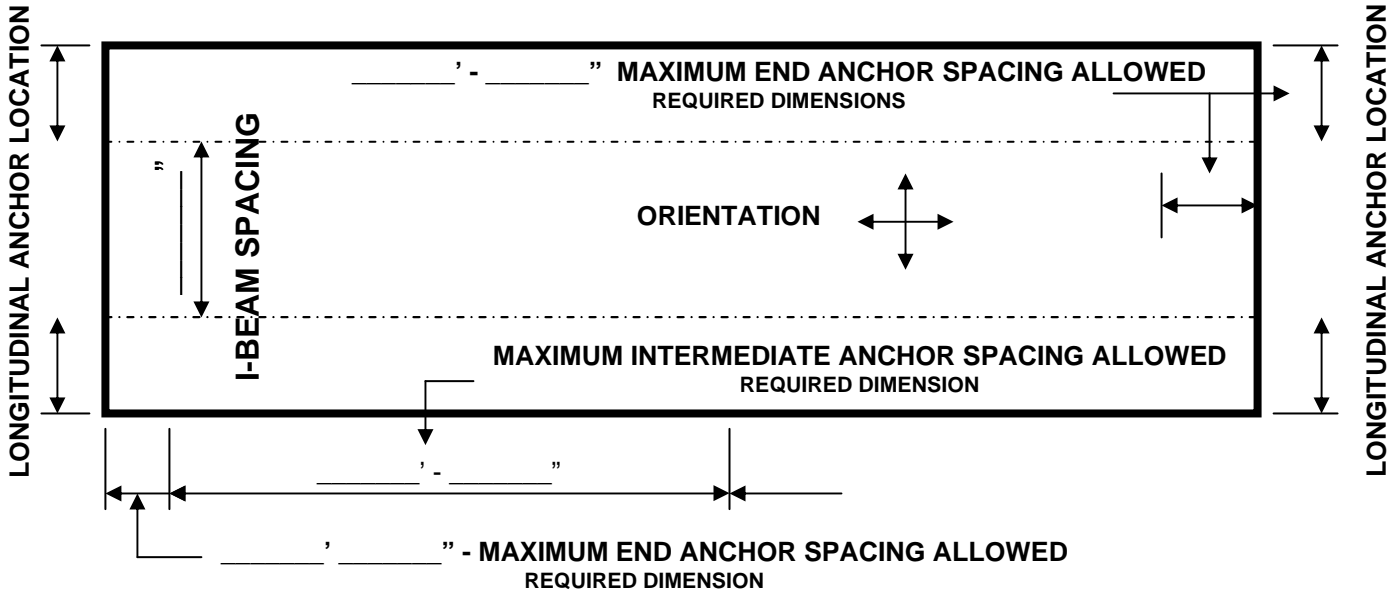 LONGITUDINAL ANCHOR LOCATION
_______' - _______” MAXIMUM END ANCHOR SPACING ALLOWED
REQUIRED DIMENSIONS
_________”
I-BEAM SPACING
ORIENTATION
LONGITUDINAL ANCHOR LOCATION
MAXIMUM INTERMEDIATE ANCHOR SPACING ALLOWED
REQUIRED DIMENSION
_______' - _______”
_______' _______” - MAXIMUM END ANCHOR SPACING ALLOWED
REQUIRED DIMENSION